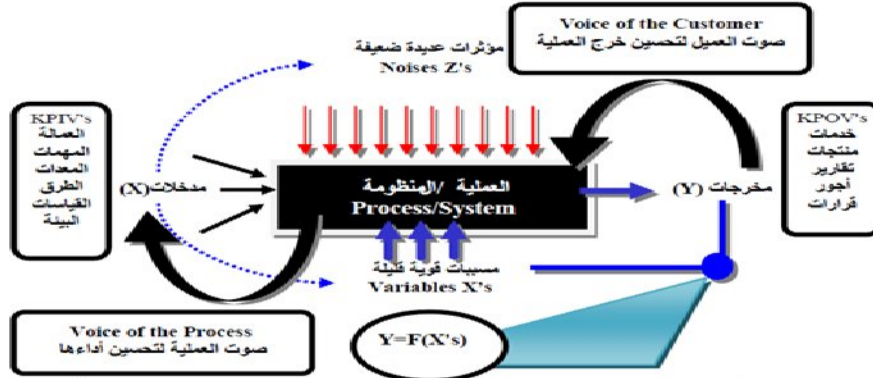 Voice of the Customer
صوت العميل لتحسين خرج العملية
مؤثرات عديدة ضعيفة
Noises Z's
KPIV's
العمالة
المهمات
المعدات
الطرق
القياسات
البيئة
مدخلات(X)
العملية /المنظومة
Process/System
مخرجات (Y)
KPOV's
خدمات
منتجات
تقارير
أجور
قرارات
مسببات قوية قليلة
Variables X's
Voice of the Process
صوت العملية لتحسين أداءها
Y=F(X's)